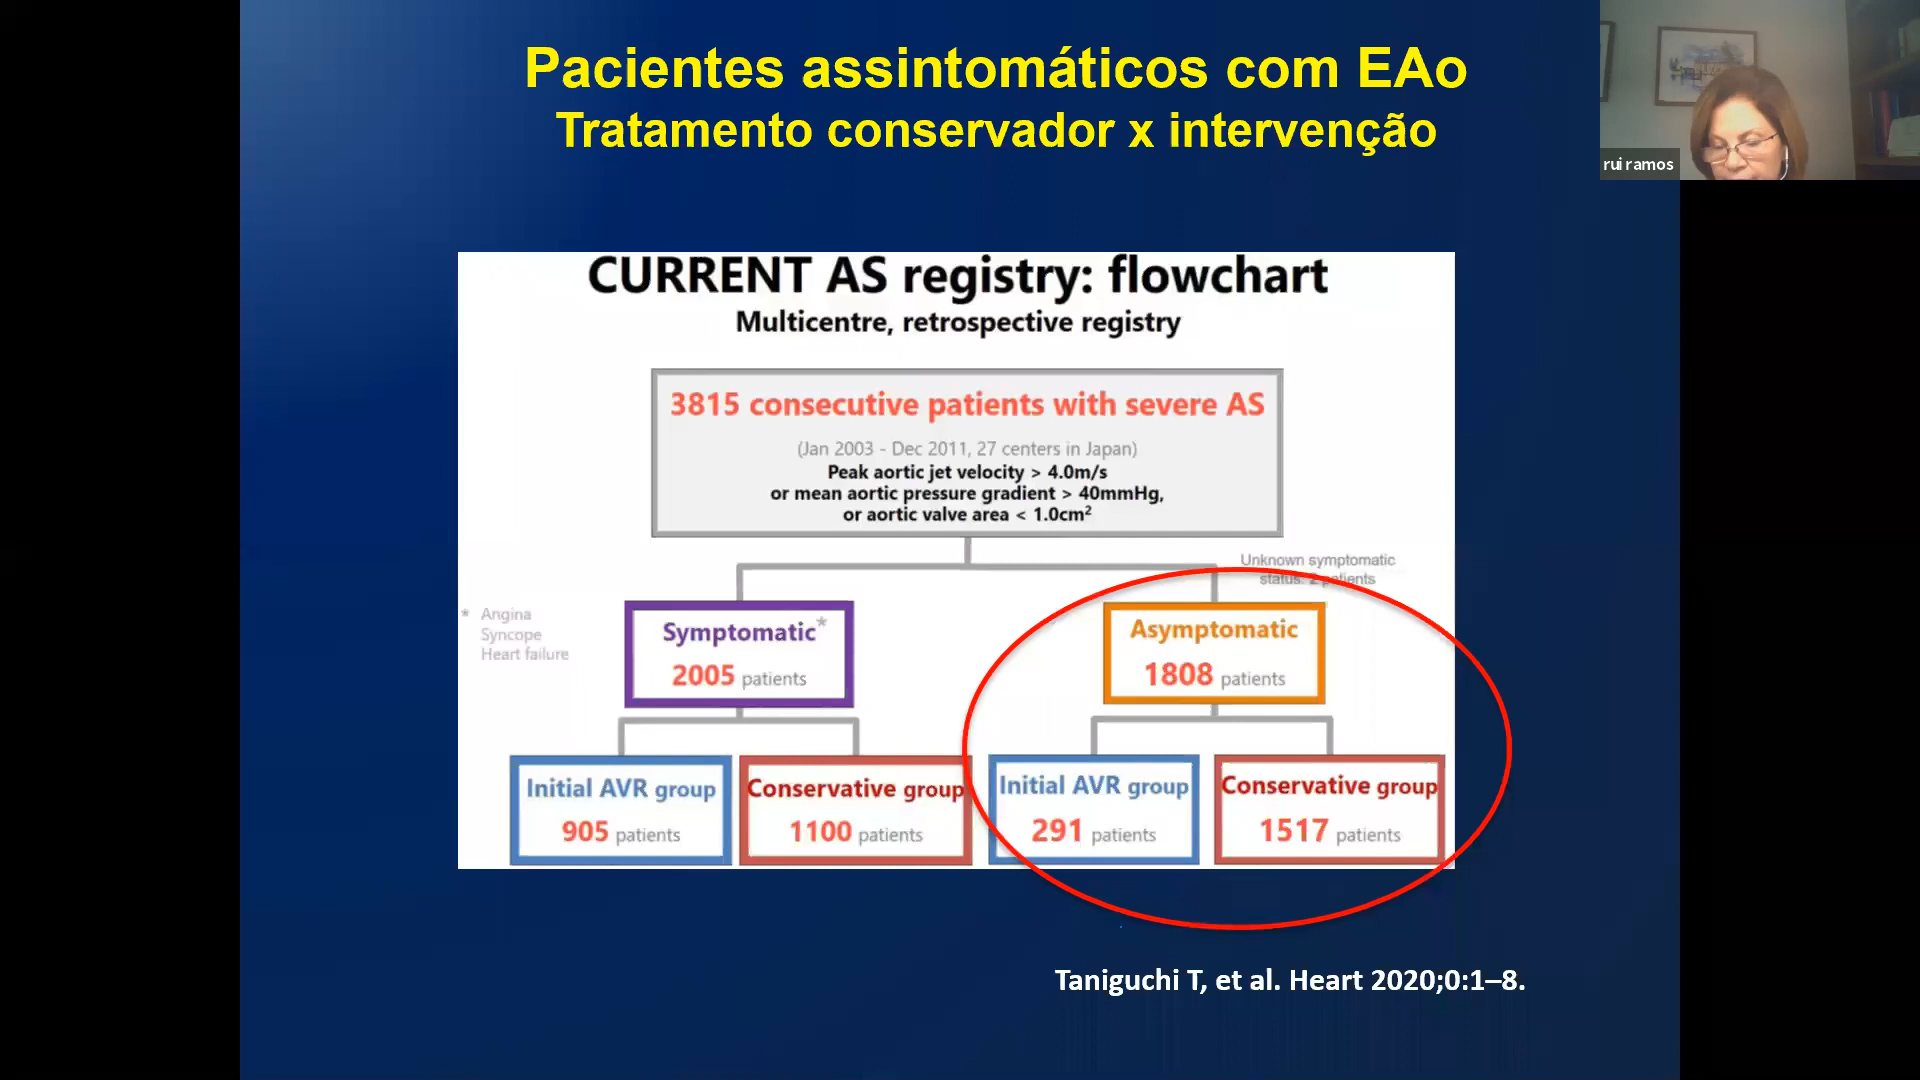 Pacientes assintomáticos com EAo
Tratamento conservador x intervenção
rui ramos
CURRENT AS registry: flowchart
Multicentre, retrospective registry
3815 consecutive patients with severe AS
(Jan 2003 - Dec 2011, 27 centers in Japan)
Peak aortic jet velocity > 4.0m/s
or mean aortic pressure gradient > 40mmHg,
or aortic valve area < 1.0cm²
Unknown symptomatic
status: 2 patients
* Angina
Syncope
Heart failure
Symptomatic*
2005 patients
Asymptomatic
1808 patients
Initial AVR group
905 patients
Conservative group
1100 patients
Initial AVR group
291 patients
Conservative group
1517 patients
Taniguchi T, et al. Heart 2020;0:1–8.